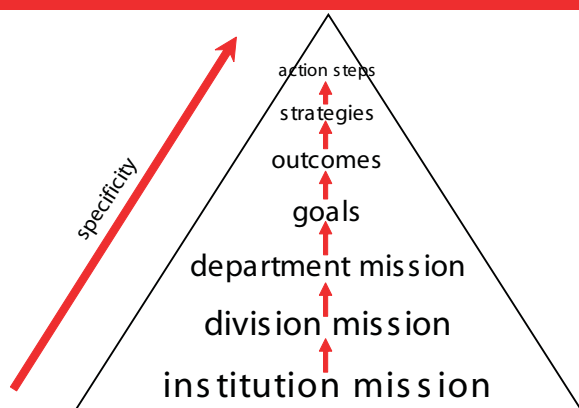 action steps
strategies
specificity
outcomes
goals
department mission
division mission
institution mission